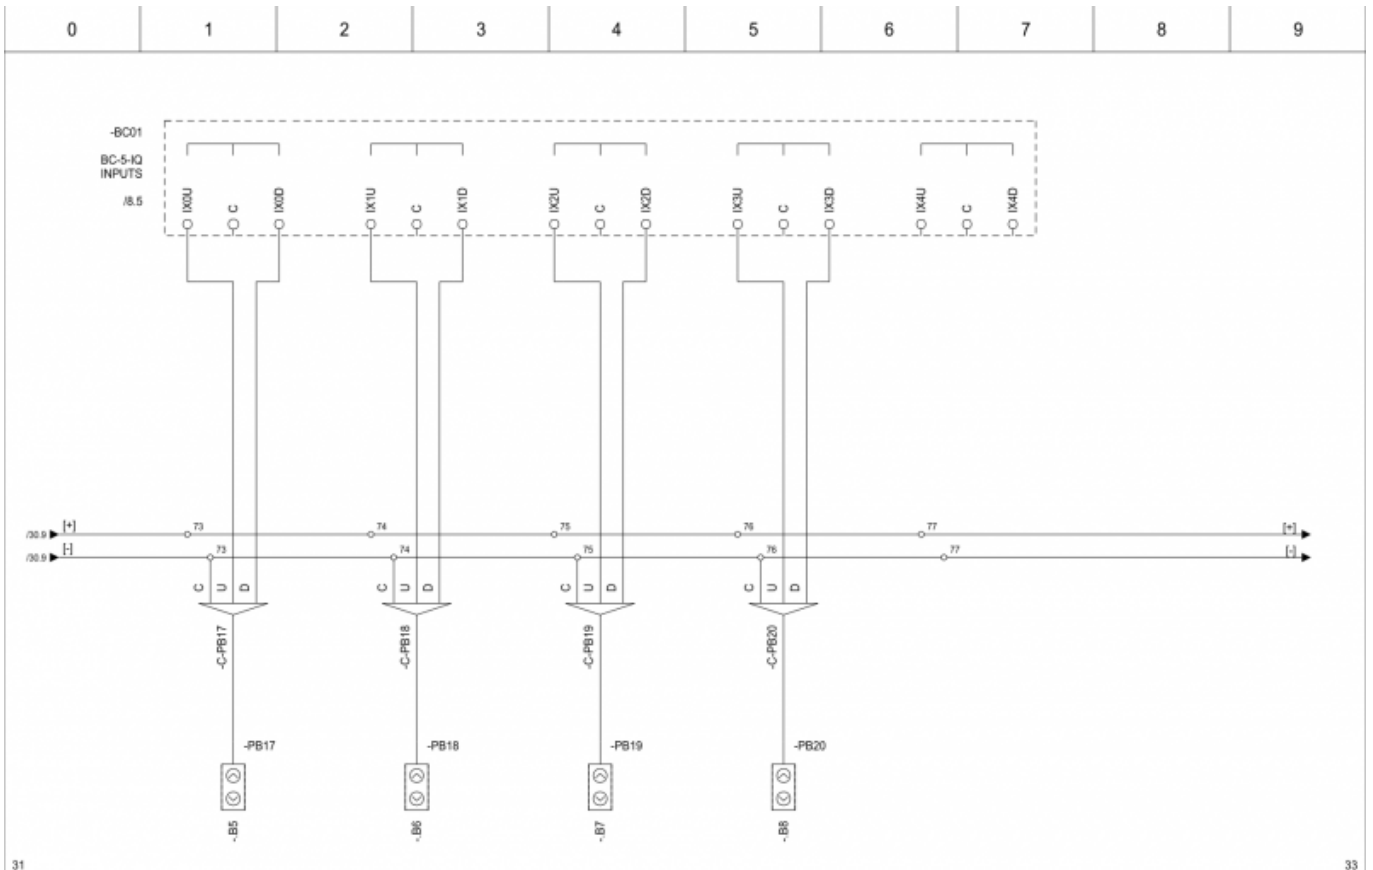 0 1 2 3 4 5 6 7 8 9
-BC01
BC-5-IQ
INPUTS
/8.5
IX0U C IX0D IX1U C IX1D IX2U C IX2D IX3U C IX3D IX4U C IX4D
/30.9 [+] 73 74 75 76 77 [+]
/30.9 [-] 73 74 75 76 77 [-]
C U D C U D C U D C U D
-C-PB17 -C-PB18 -C-PB19 -C-PB20
-PB17 -PB18 -PB19 -PB20
-.B5 -.B6 -.B7 -.B8
31 33